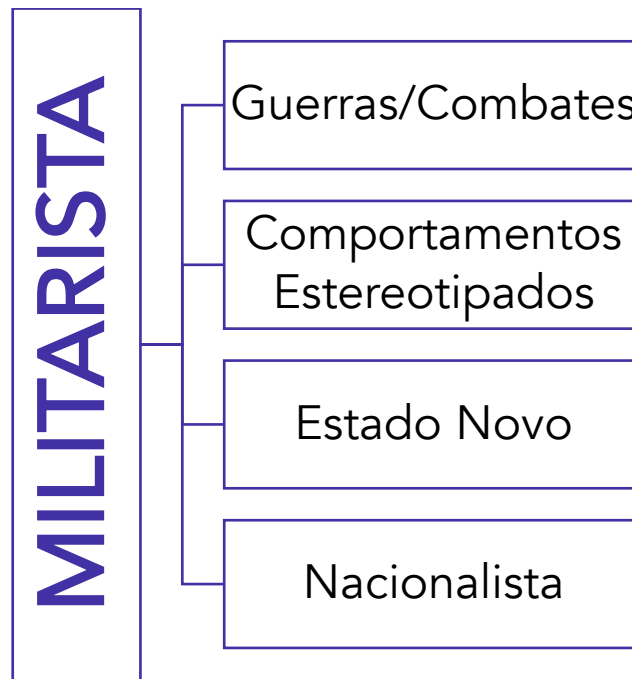 MILITARISTA
Guerras/Combates
Comportamentos
Estereotipados
Estado Novo
Nacionalista